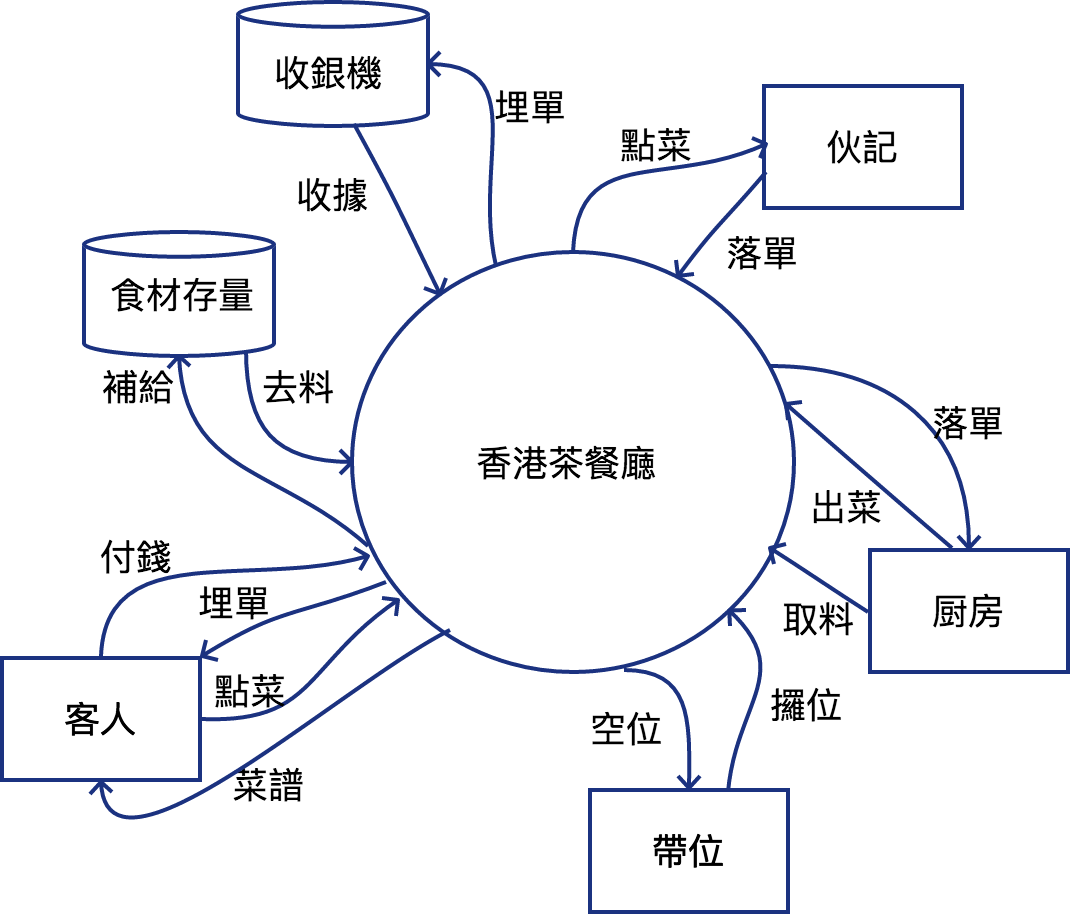 收銀機
埋單
點菜
伙記
收據
落單
食材存量
補給
去料
落單
香港茶餐廳
出菜
付錢
埋單
取料
厨房
點菜
客人
空位
攞位
菜譜
帶位